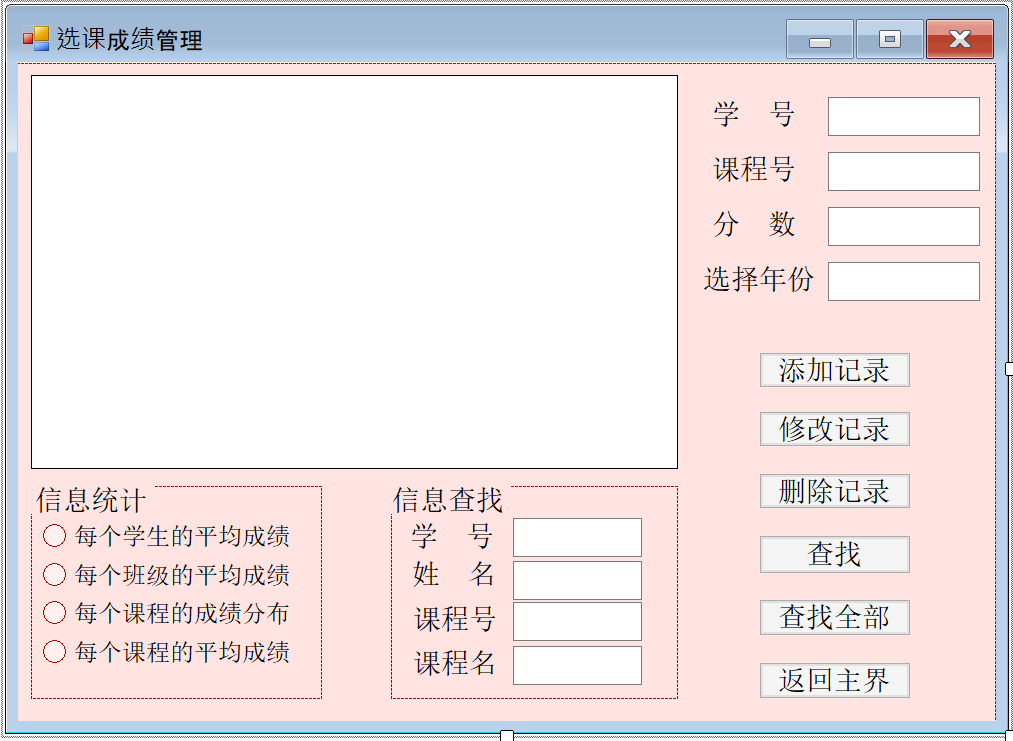 选课成绩管理
学 号
课程号
分 数
选择年份
添加记录
修改记录
删除记录
查找
查找全部
返回主界
信息统计
每个学生的平均成绩
每个班级的平均成绩
每个课程的成绩分布
每个课程的平均成绩
信息查找
学 号
姓 名
课程号
课程名